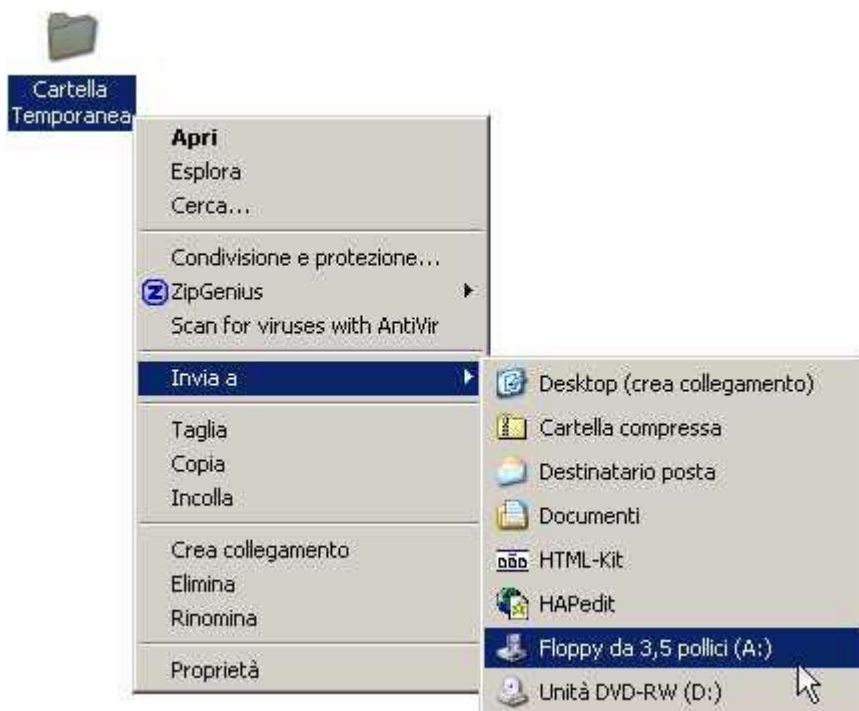 Cartella
Temporanea
Apri
Esplora
Cerca...
Condivisione e protezione...
ZipGenius
Scan for viruses with AntiVir
Invia a
Taglia
Copia
Incolla
Crea collegamento
Elimina
Rinomina
Proprietà
Desktop (crea collegamento)
Cartella compressa
Destinatario posta
Documenti
HTML-Kit
HAPedit
Floppy da 3,5 pollici (A:)
Unità DVD-RW (D:)